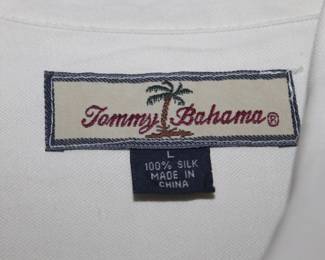 Tommy Bahama®
L
100% SILK
MADE IN
CHINA